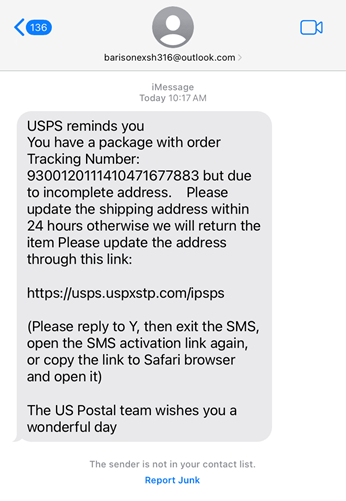 136
barisonexsh316@outlook.com >
iMessage
Today 10:17 AM
USPS reminds you
You have a package with order
Tracking Number:
9300120111410471677883 but due
to incomplete address. Please
update the shipping address within
24 hours otherwise we will return the
item Please update the address
through this link:
https://usps.uspxstp.com/ipsps
(Please reply to Y, then exit the SMS,
open the SMS activation link again,
or copy the link to Safari browser
and open it)
The US Postal team wishes you a
wonderful day
The sender is not in your contact list.
Report Junk